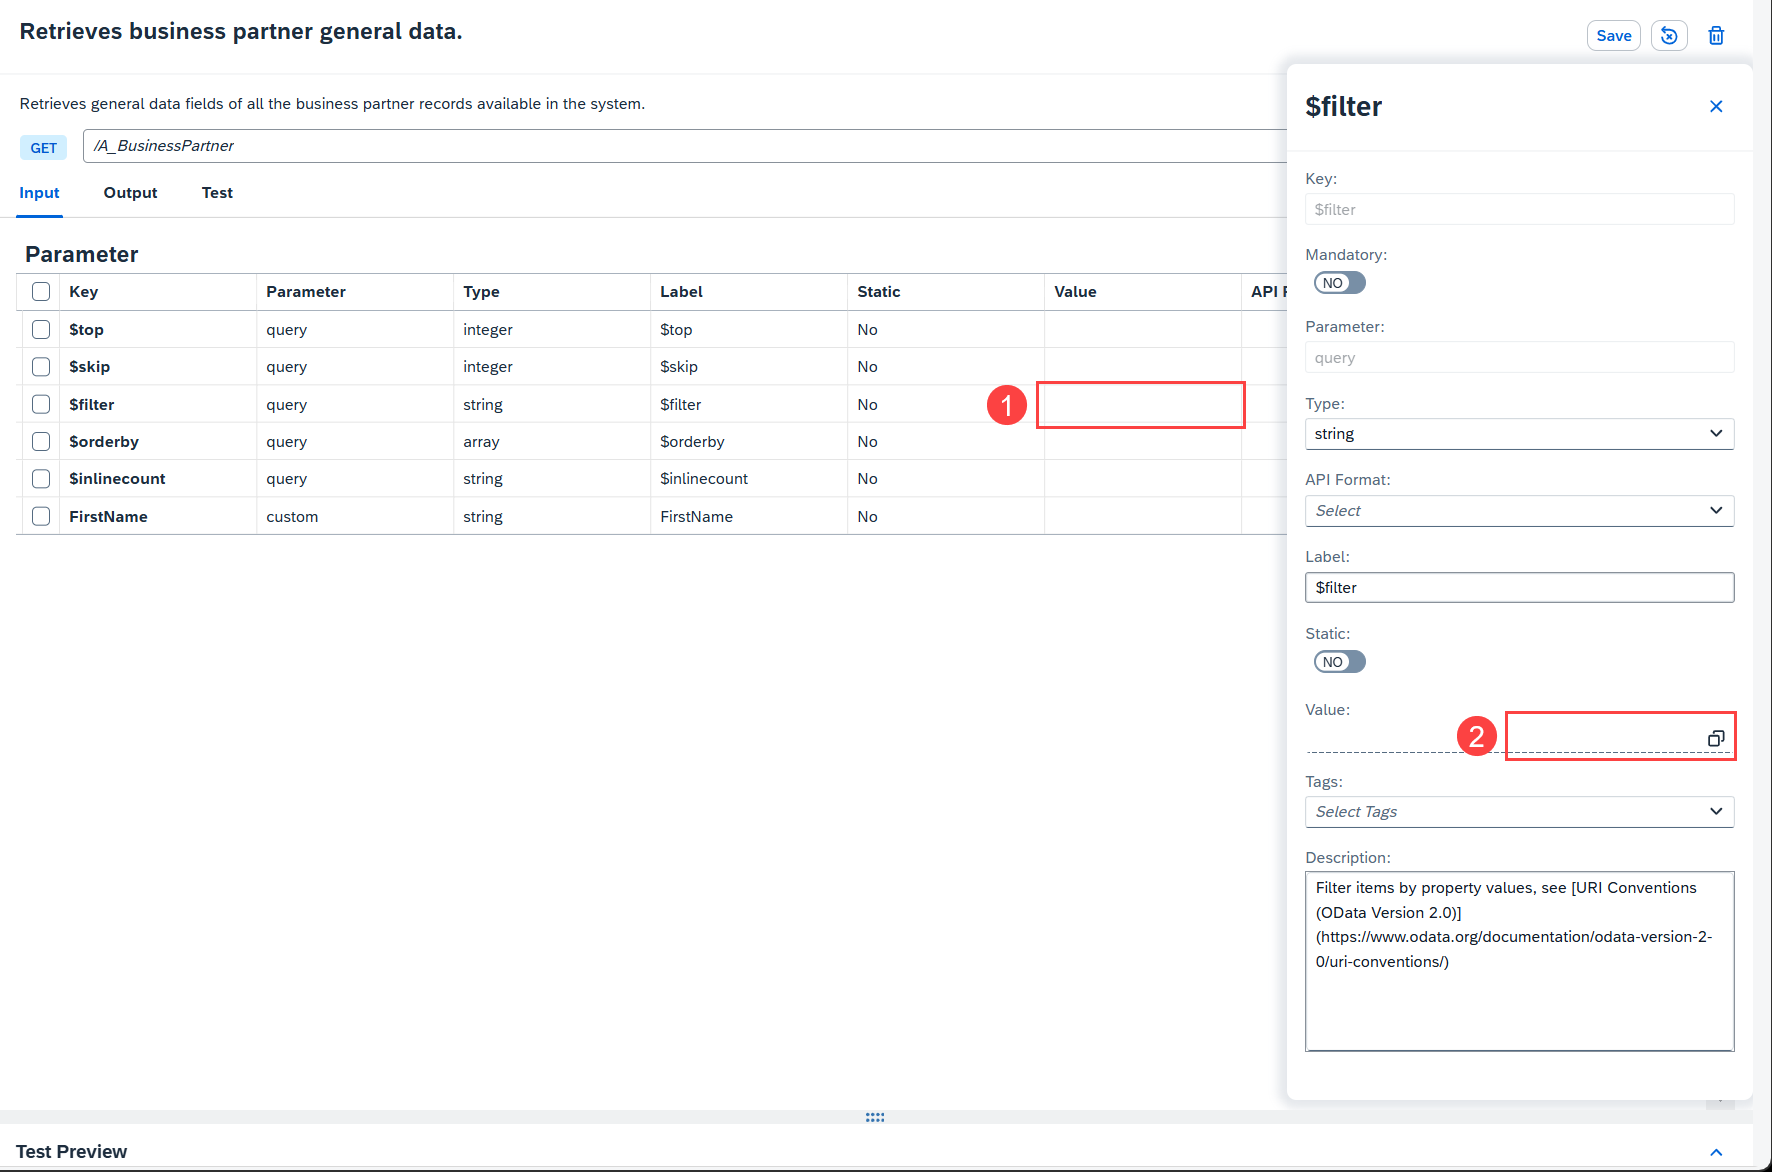 Retrieves business partner general data.
Save
Retrieves general data fields of all the business partner records available in the system.
GET /A_BusinessPartner
Input Output Test
Parameter
Key Parameter Type Label Static Value API F
$top query integer $top No
$skip query integer $skip No
$filter query string $filter No 1
$orderby query array $orderby No
$inlinecount query string $inlinecount No
FirstName custom string FirstName No
$filter
Key:
$filter
Mandatory:
NO
Parameter:
query
Type:
string
API Format:
Select
Label:
$filter
Static:
NO
Value:
2
Tags:
Select Tags
Description:
Filter items by property values, see [URI Conventions
(OData Version 2.0)]
(https://www.odata.org/documentation/odata-version-2-
0/uri-conventions/)
Test Preview